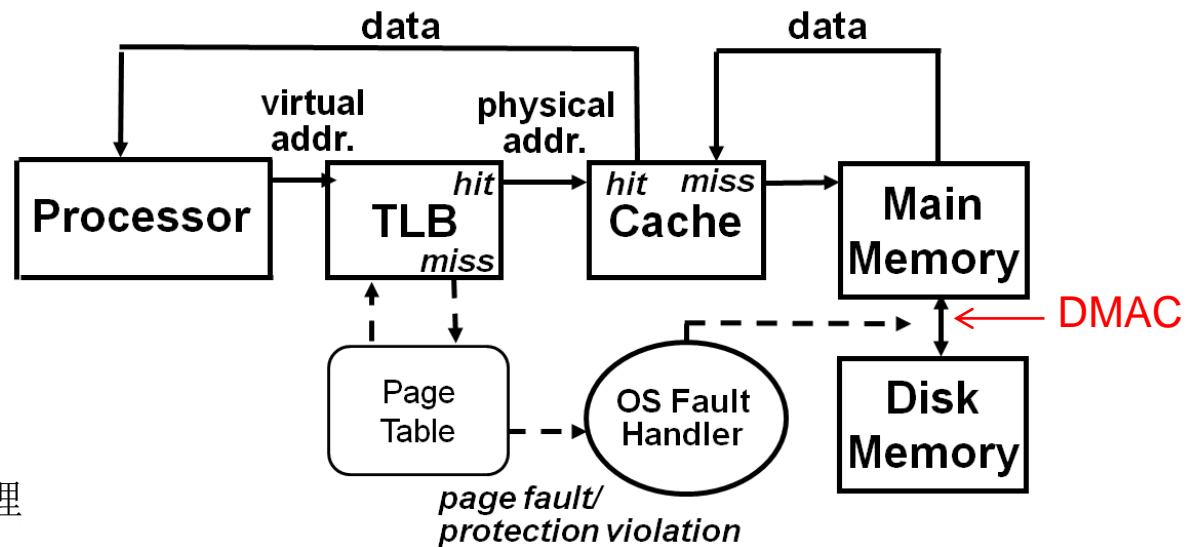 data
data
virtual
addr.
physical
addr.
Processor
TLB
hit
miss
hit
miss
Cache
Main
Memory
DMAC
Page
Table
OS Fault
Handler
Disk
Memory
理
page fault/
protection violation